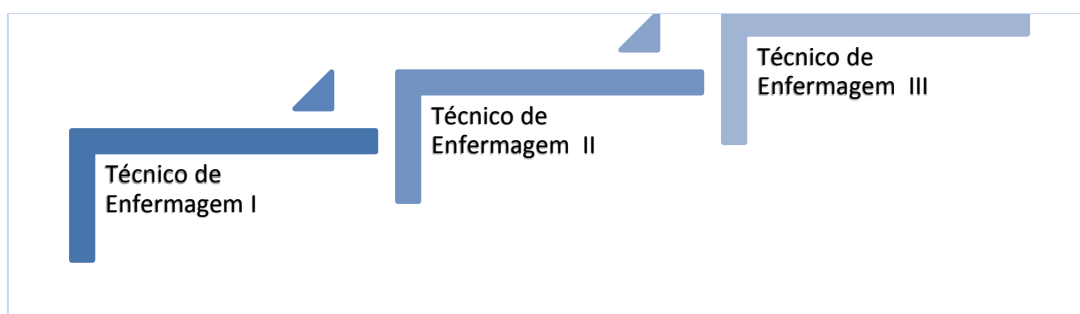 Técnico de
Enfermagem I
Técnico de
Enfermagem II
Técnico de
Enfermagem III